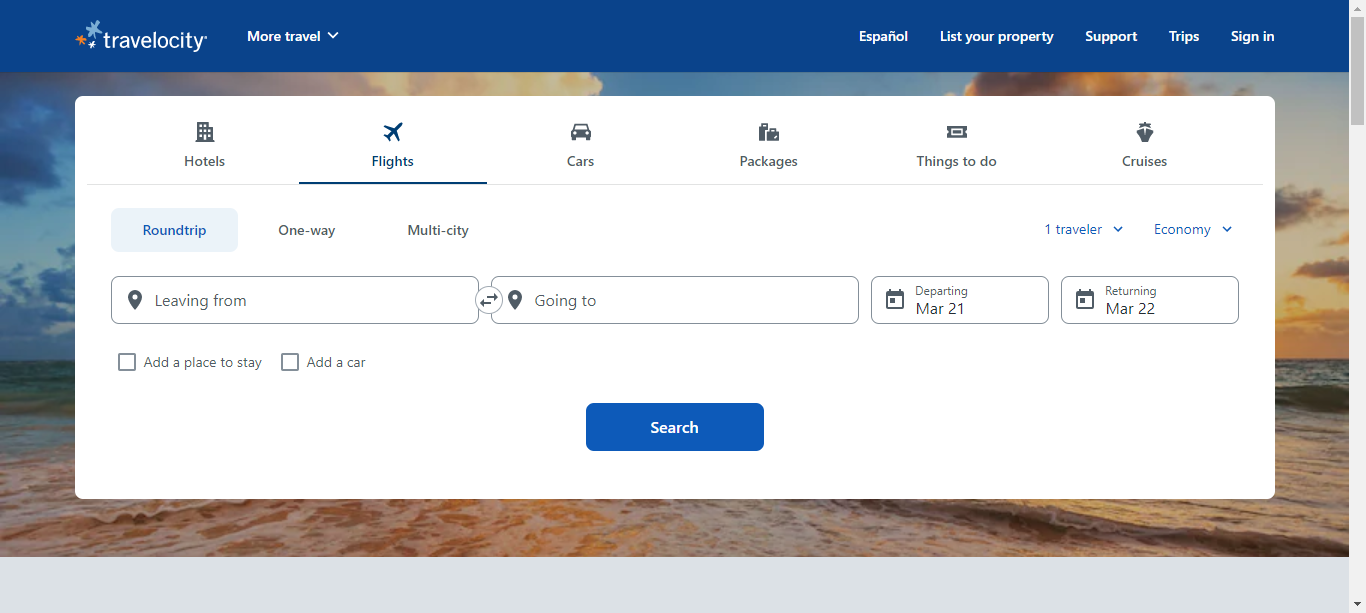 travelocity
More travel
Español
List your property
Support
Trips
Sign in
Hotels
Flights
Cars
Packages
Things to do
Cruises
Roundtrip
One-way
Multi-city
1 traveler
Economy
Leaving from
Going to
Departing
Mar 21
Returning
Mar 22
Add a place to stay
Add a car
Search